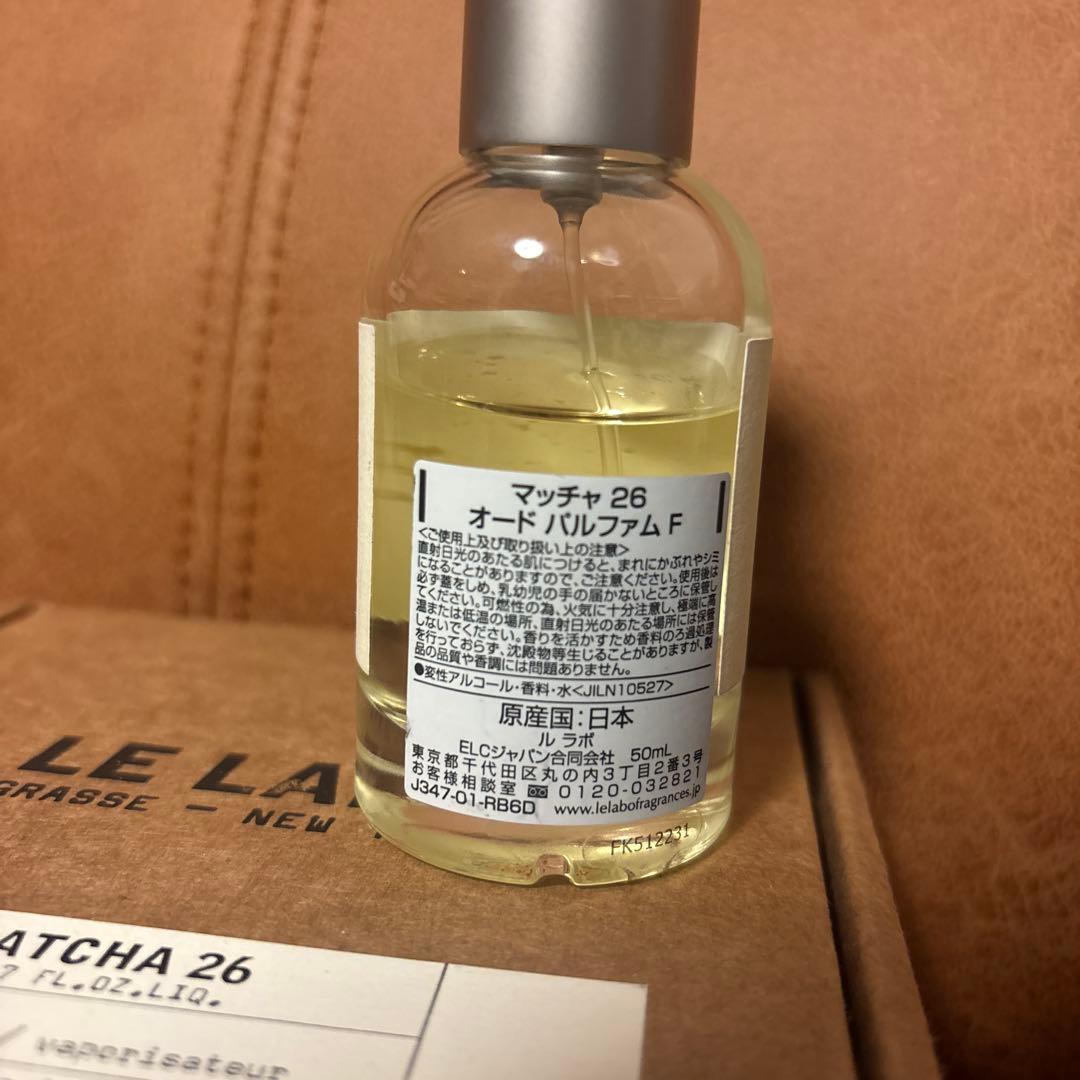 マッチャ 26
オード パルファム F
<ご使用上及び取り扱い上の注意>
直射日光のあたる肌につけると、まれにかぶれやシミ
になることがありますので、ご注意ください。使用後は
必ず蓋をしめ、乳幼児の手の届かないところに保管し
てください。可燃性の為、火気に十分注意し、極端に高
温または低温の場所、直射日光のあたる場所には保管
しないでください。香りを活かすため香料のろ過処理
を行っておらず、沈殿物等生じることがありますが、製
品の品質や香調には問題ありません。
●変性アルコール・香料・水<JILN10527>
原産国:日本
ル ラボ
ELCジャパン合同会社 50mL
東京都千代田区丸の内3丁目2番3号
お客様相談室 0120-032821
J347-01-RB6D www.lelabofragrances.jp
FK512231
LE LA
GRASSE — NEW
ATCHA 26
7 FL.OZ.LIQ.
vaporisateur